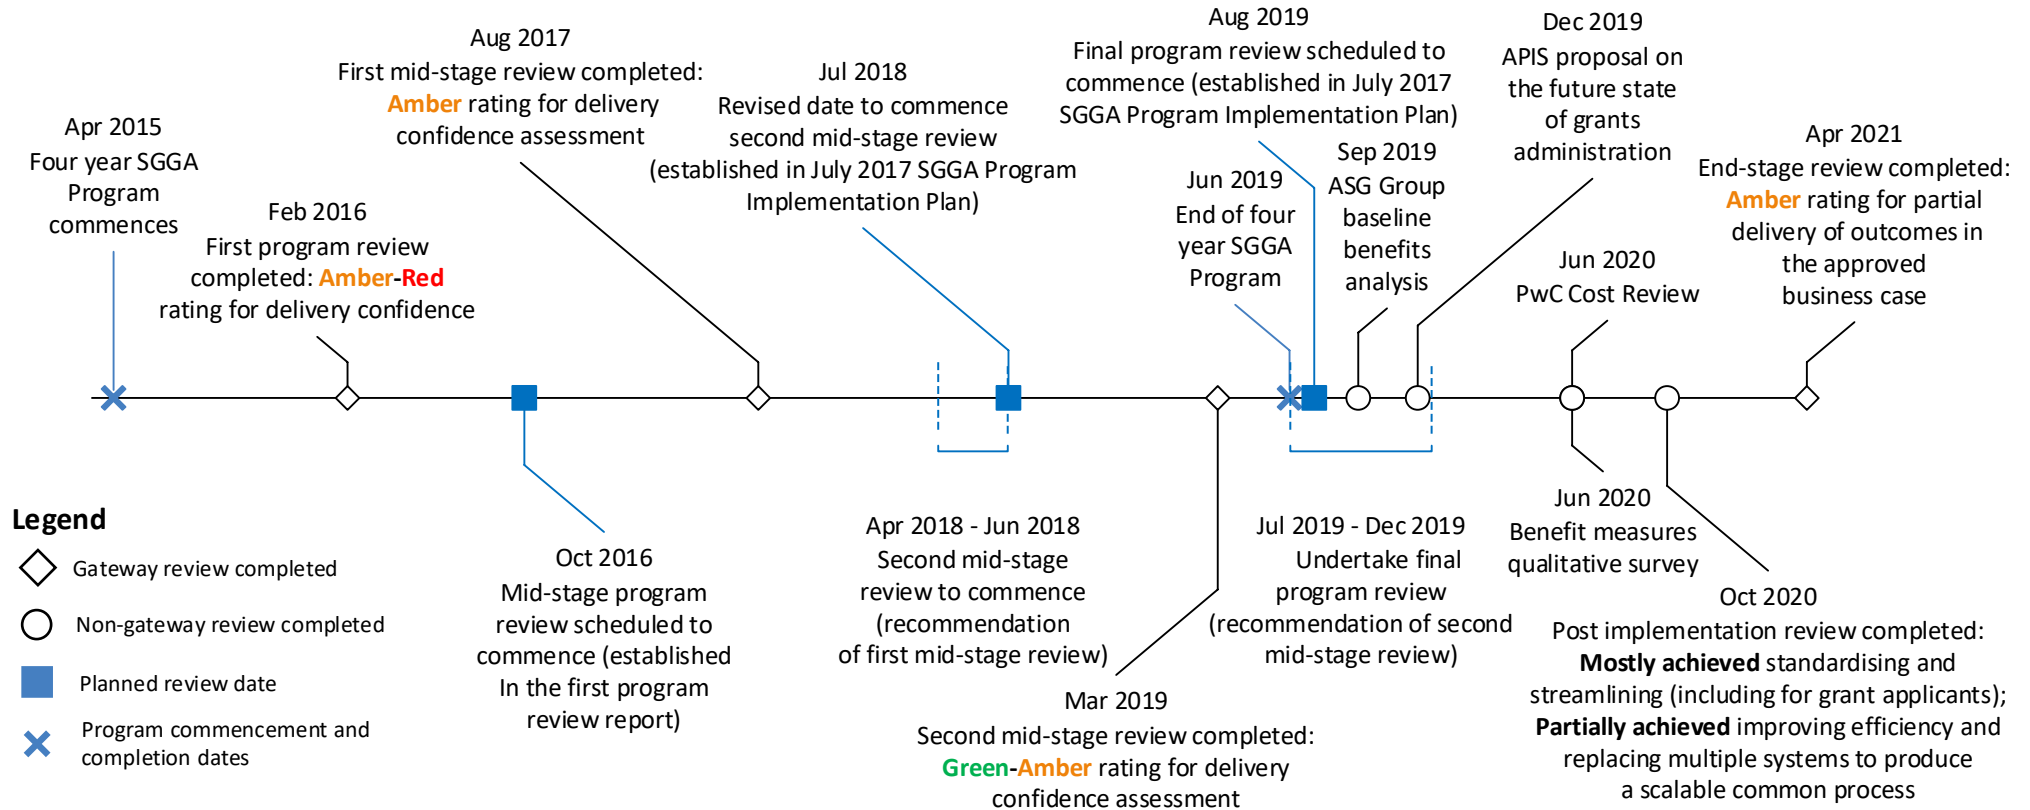 Apr 2015
Four year SGGA
Program
commences
Feb 2016
First program review
completed: Amber-Red
rating for delivery confidence
Aug 2017
First mid-stage review completed:
Amber rating for delivery
confidence assessment
Jul 2018
Revised date to commence
second mid-stage review
(established in July 2017 SGGA Program
Implementation Plan)
Aug 2019
Final program review scheduled to
commence (established in July 2017
SGGA Program Implementation Plan)
Jun 2019
End of four
year SGGA
Program
Sep 2019
ASG Group
baseline
benefits
analysis
Dec 2019
APIS proposal on
the future state
of grants
administration
Jun 2020
PwC Cost Review
Apr 2021
End-stage review completed:
Amber rating for partial
delivery of outcomes in
the approved
business case
Legend
Gateway review completed
Non-gateway review completed
Planned review date
Program commencement and
completion dates
Oct 2016
Mid-stage program
review scheduled to
commence (established
In the first program
review report)
Apr 2018 - Jun 2018
Second mid-stage
review to commence
(recommendation
of first mid-stage review)
Mar 2019
Second mid-stage review completed:
Green-Amber rating for delivery
confidence assessment
Jul 2019 - Dec 2019
Undertake final
program review
(recommendation of second
mid-stage review)
Jun 2020
Benefit measures
qualitative survey
Oct 2020
Post implementation review completed:
Mostly achieved standardising and
streamlining (including for grant applicants);
Partially achieved improving efficiency and
replacing multiple systems to produce
a scalable common process